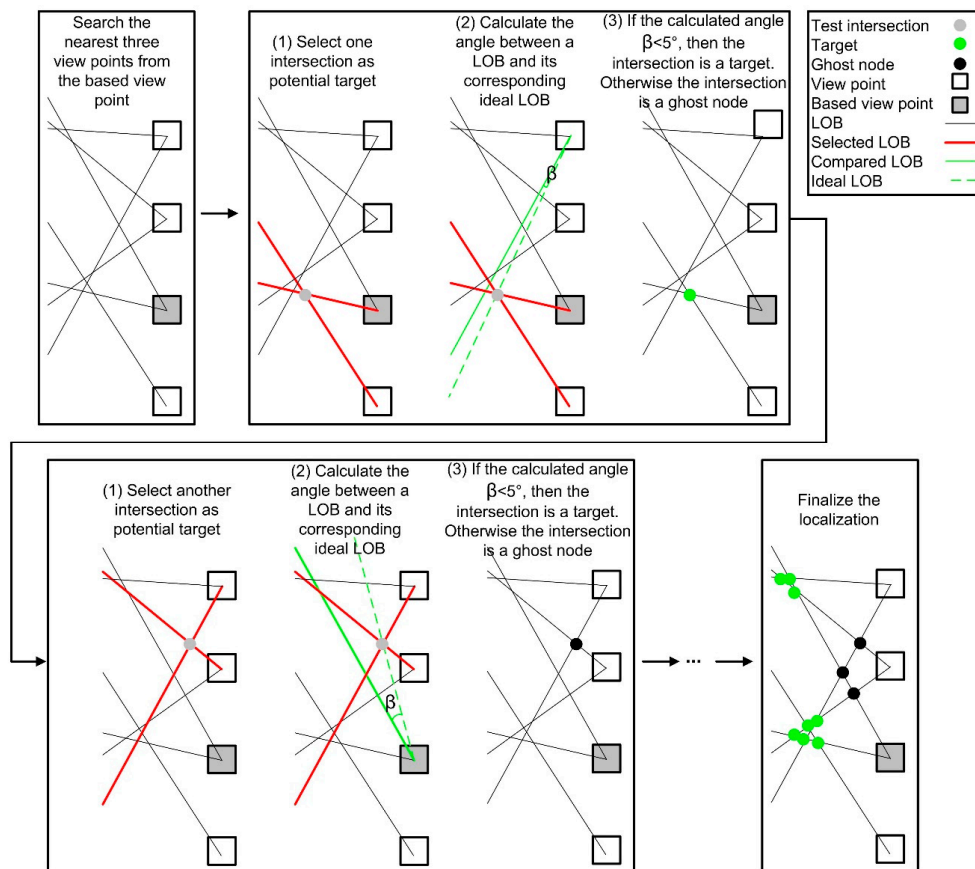 Search the
nearest three
view points from
the based view
point
(1) Select one
intersection as
potential target
(2) Calculate the
angle between a
LOB and its
corresponding
ideal LOB
β
(3) If the calculated angle
β<5°, then the
intersection is a target.
Otherwise the intersection
is a ghost node
Test intersection
Target
Ghost node
View point
Based view point
LOB
Selected LOB
Compared LOB
Ideal LOB
(1) Select another
intersection as
potential target
(2) Calculate the
angle between a
LOB and its
corresponding
ideal LOB
β
(3) If the calculated angle
β<5°, then the
intersection is a target.
Otherwise the intersection
is a ghost node
...
Finalize the
localization